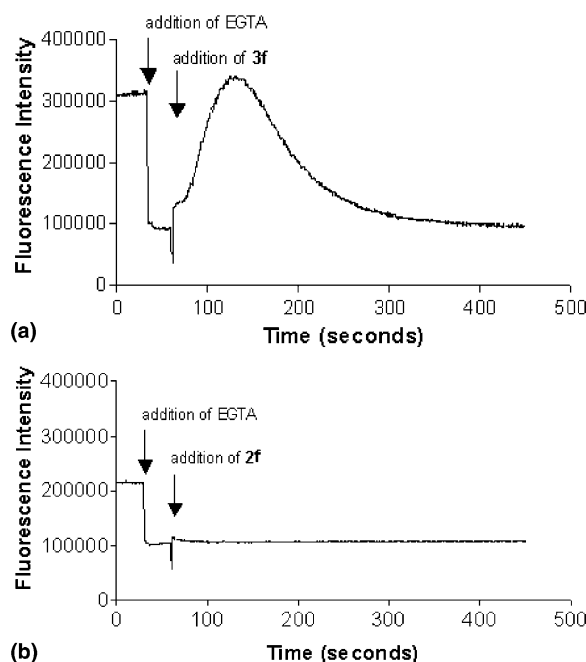 addition of EGTA
addition of 3f
Fluorescence Intensity
400000
300000
200000
100000
0
0 100 200 300 400 500
Time (seconds)
(a)
addition of EGTA
addition of 2f
Fluorescence Intensity
400000
300000
200000
100000
0
0 100 200 300 400 500
Time (seconds)
(b)